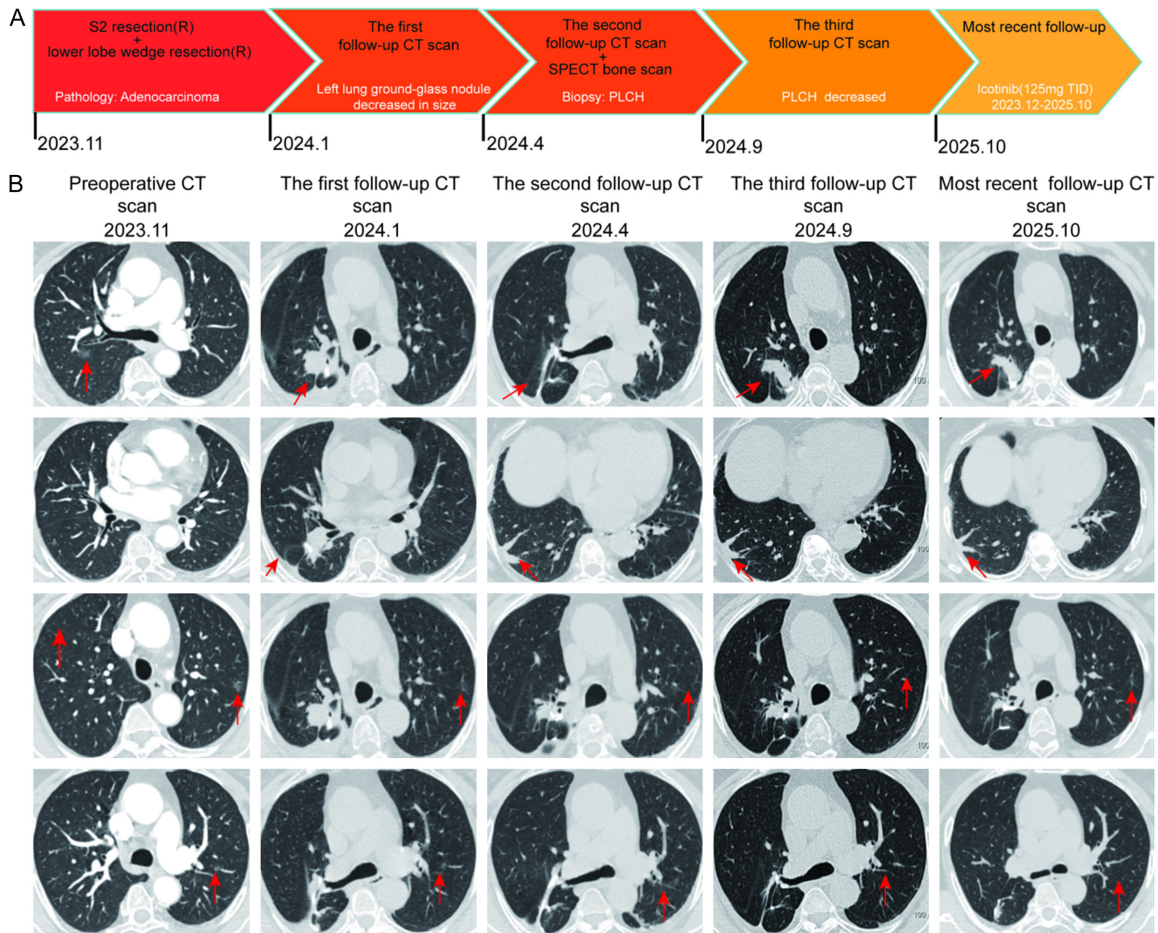 A
S2 resection(R)
+
lower lobe wedge resection(R)
Pathology: Adenocarcinoma
The first
follow-up CT scan
Left lung ground-glass nodule
decreased in size
The second
follow-up CT scan
+
SPECT bone scan
Biopsy: PLCH
The third
follow-up CT scan
PLCH decreased
Most recent follow-up
Icotinib(125mg TID)
2023.12-2025.10
2023.11
2024.1
2024.4
2024.9
2025.10
B
Preoperative CT
scan
2023.11
The first follow-up CT
scan
2024.1
The second follow-up CT
scan
2024.4
The third follow-up CT
scan
2024.9
Most recent follow-up CT
scan
2025.10
100
100
100
100